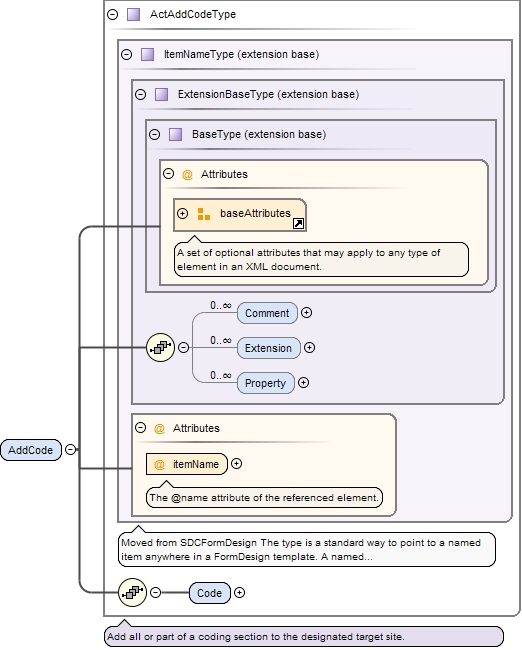 ActAddCodeType
ItemNameType (extension base)
ExtensionBaseType (extension base)
BaseType (extension base)
@ Attributes
baseAttributes
A set of optional attributes that may apply to any type of
element in an XML document.
0..∞
Comment
0..∞
Extension
0..∞
Property
@ Attributes
AddCode
@ itemName
The @name attribute of the referenced element.
Moved from SDCFormDesign The type is a standard way to point to a named
item anywhere in a FormDesign template. A named...
Code
Add all or part of a coding section to the designated target site.